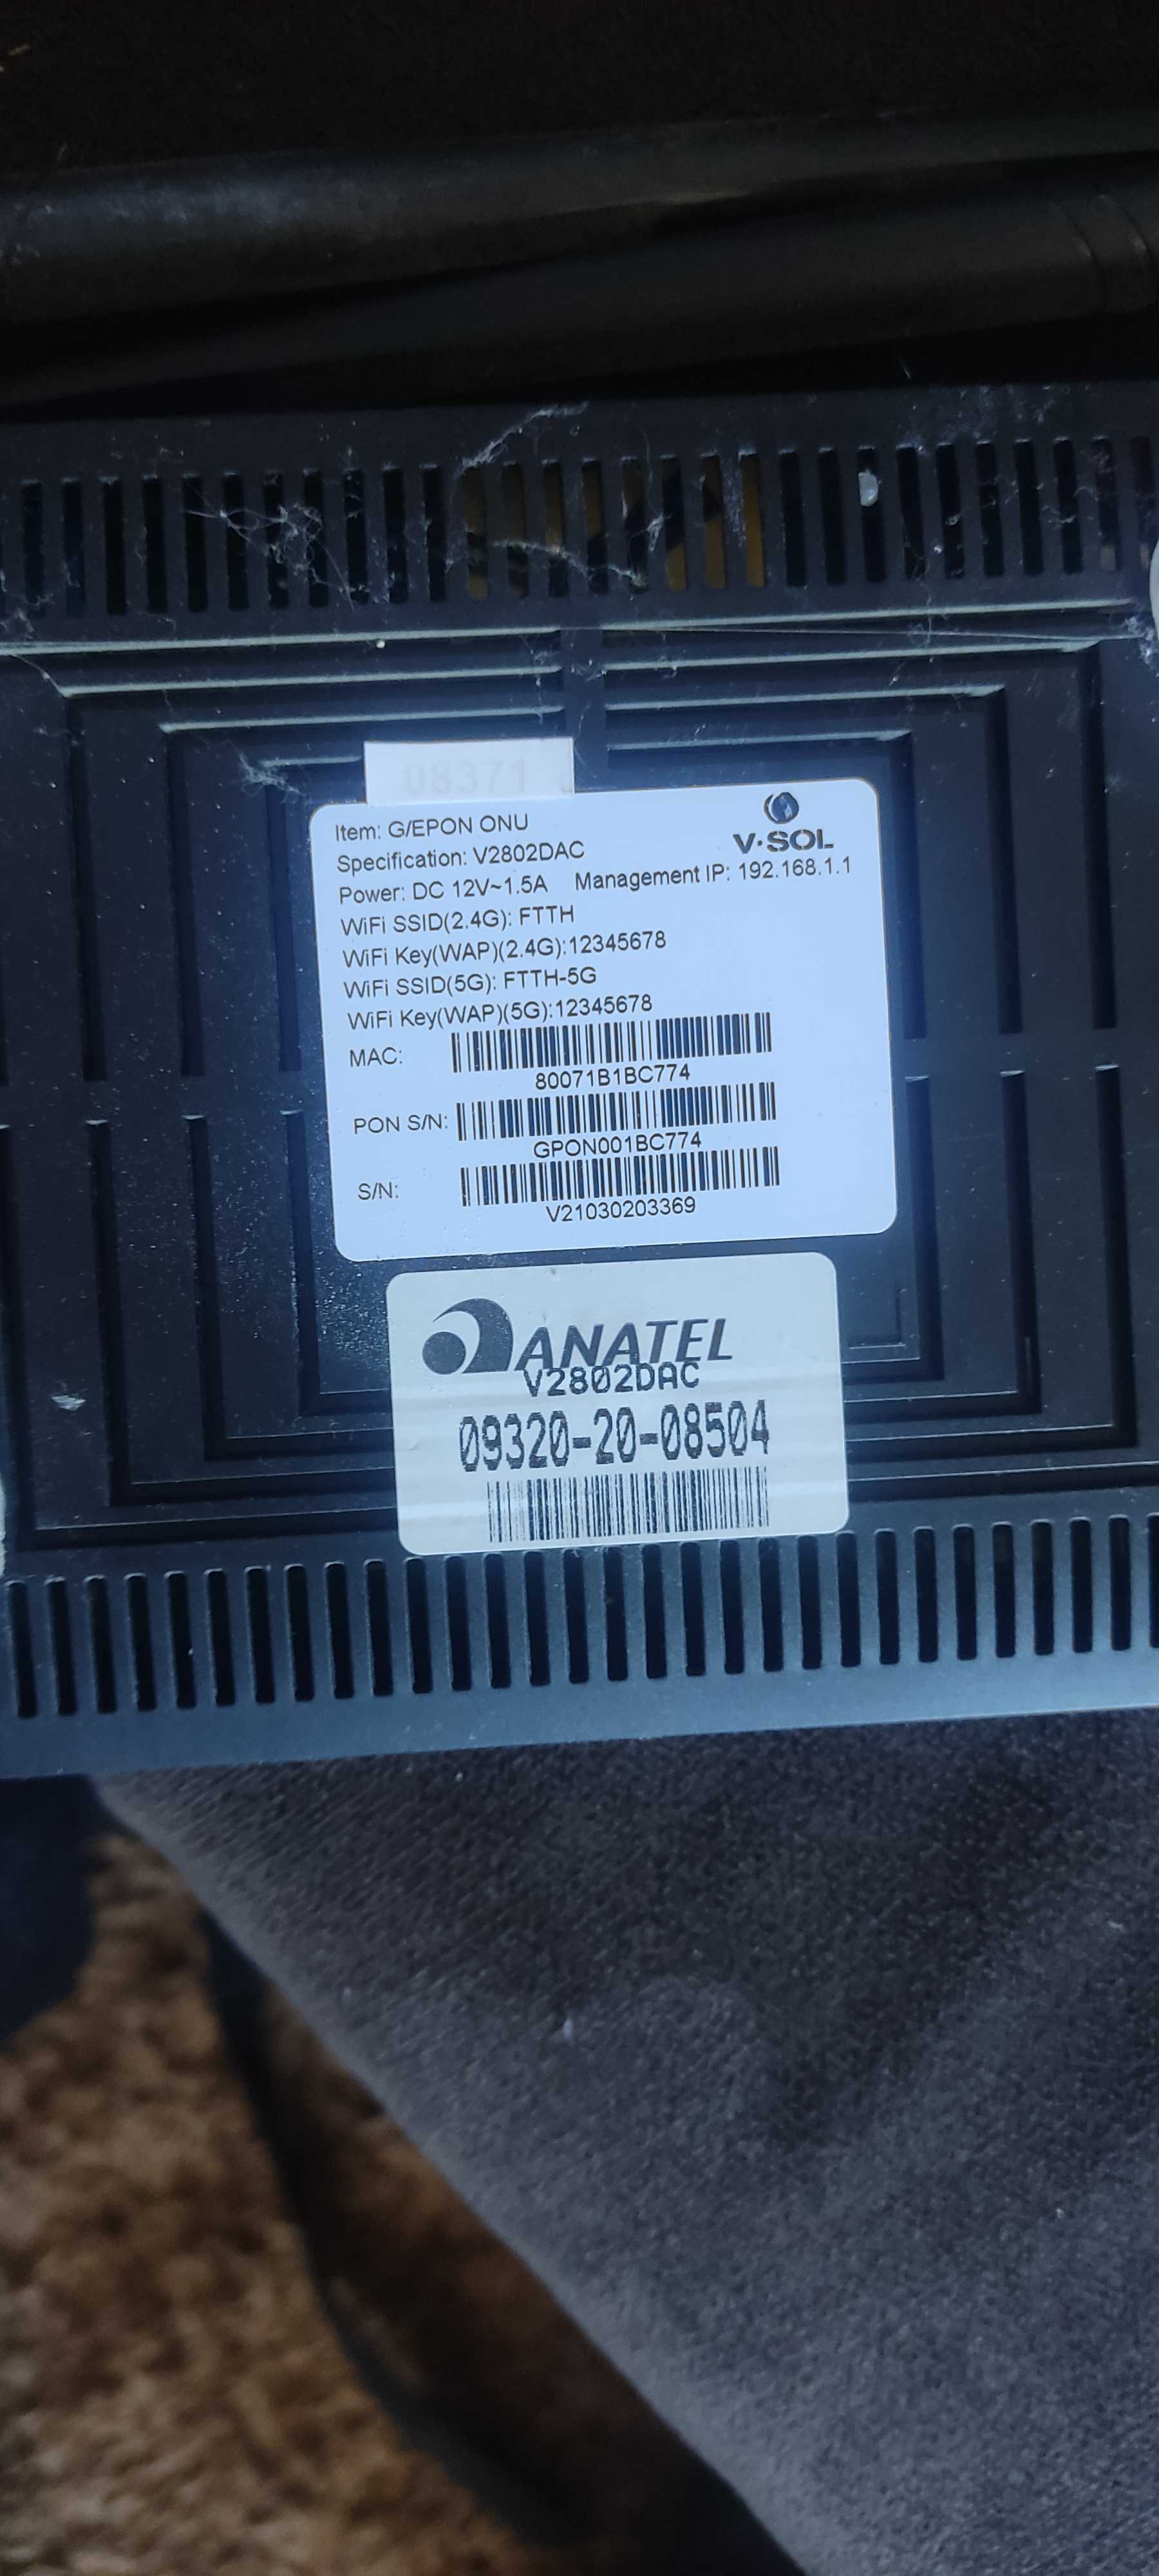 08371
Item: G/EPON ONU
V·SOL
Specification: V2802DAC
Power: DC 12V~1.5A Management IP: 192.168.1.1
WiFi SSID(2.4G): FTTH
WiFi Key(WAP)(2.4G):12345678
WiFi SSID(5G): FTTH-5G
WiFi Key(WAP)(5G):12345678
MAC:
80071B1BC774
PON S/N:
GPON001BC774
S/N:
V21030203369
ANATEL
V2802DAC
09320-20-08504